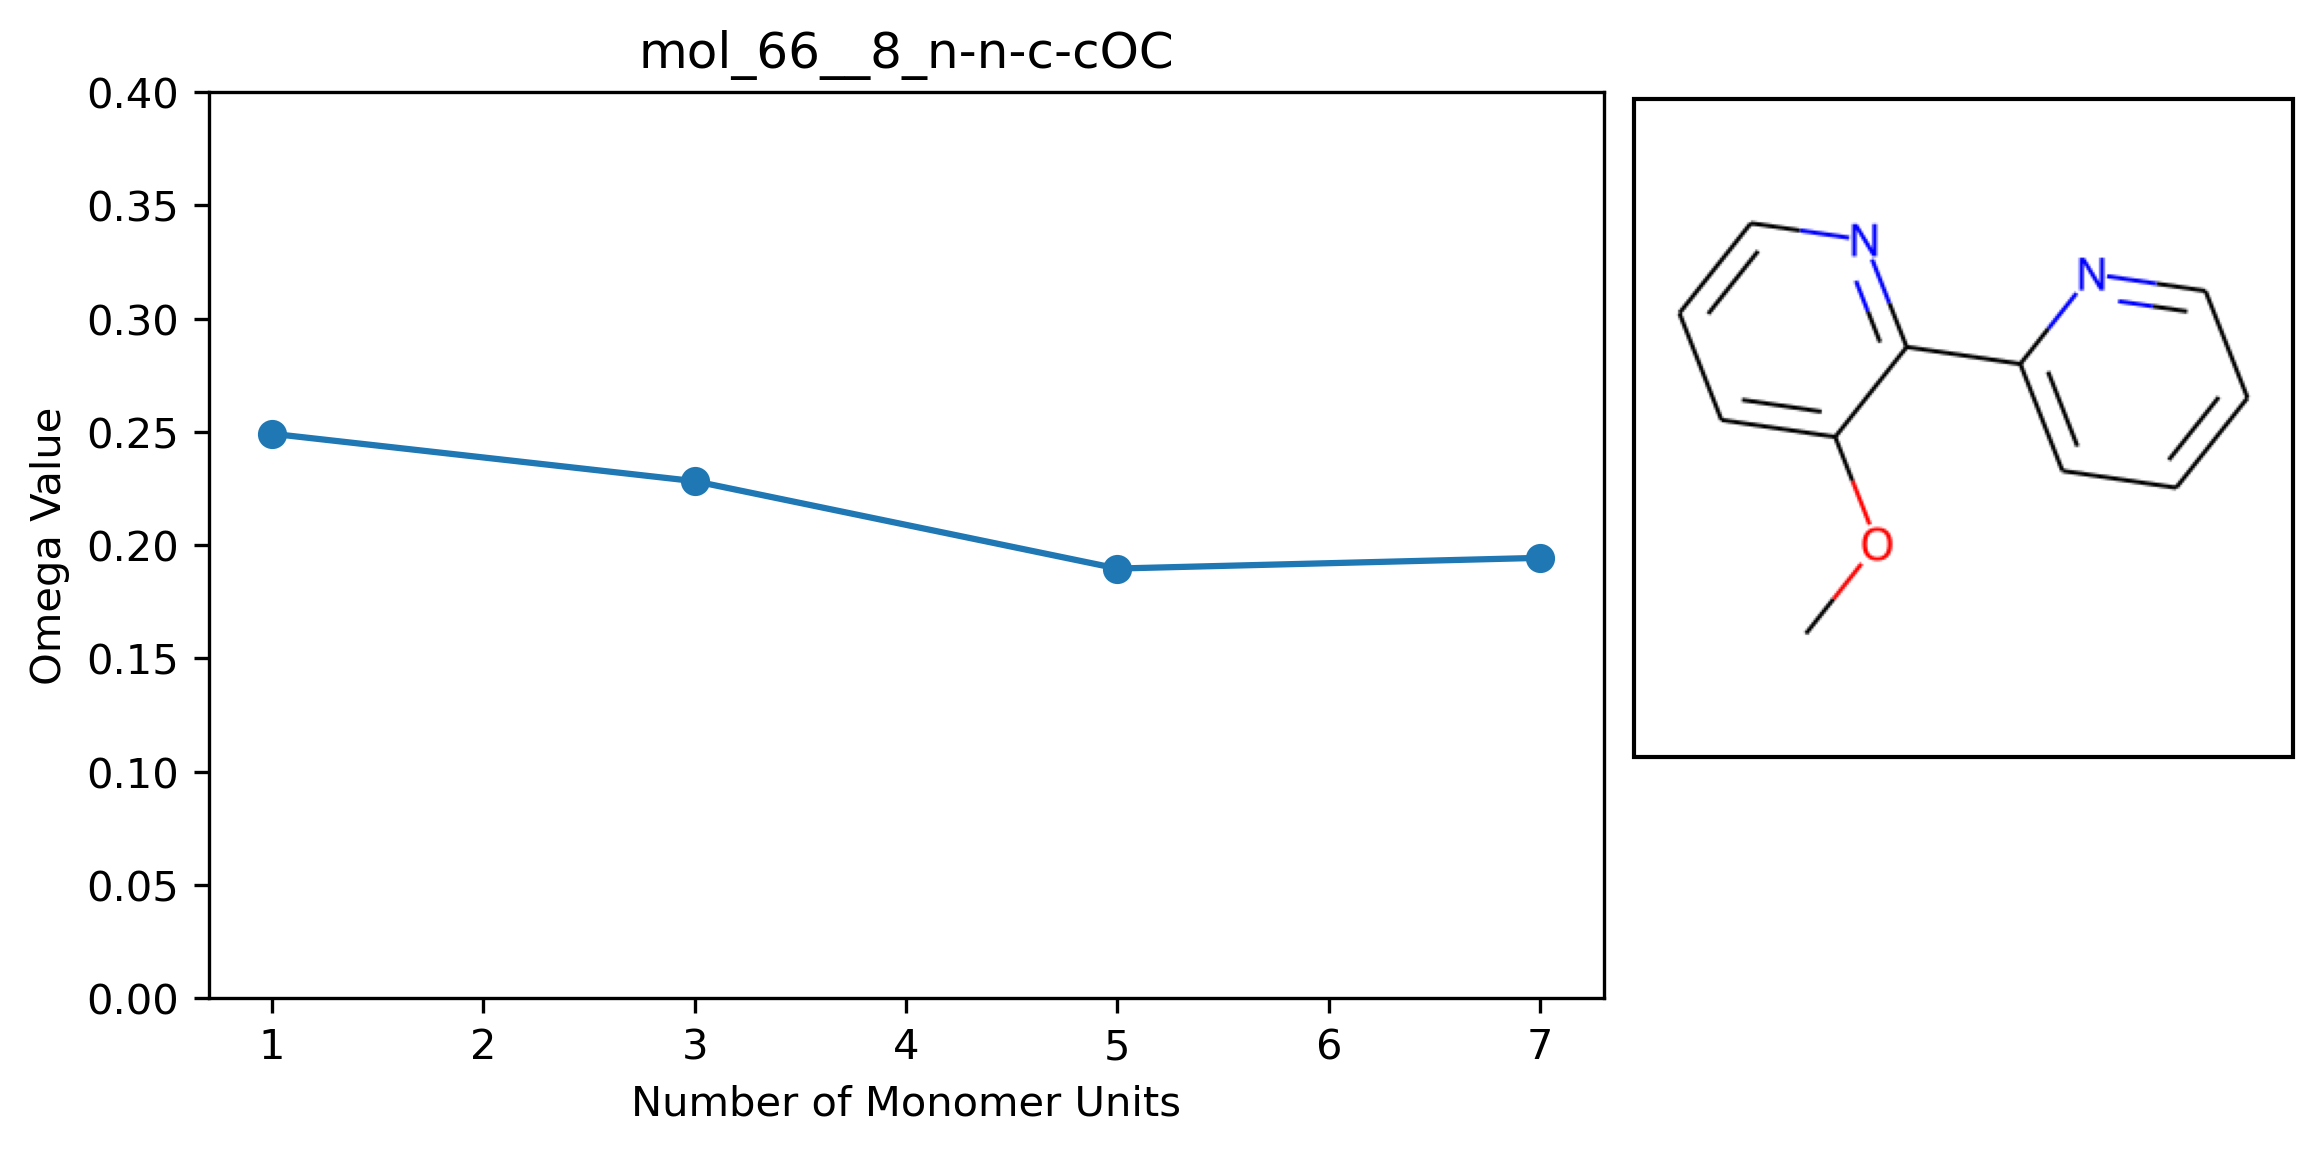 mol_66__8_n-n-c-cOC
0.40
0.35
0.30
0.25
0.20
0.15
0.10
0.05
0.00
Omega Value
1 2 3 4 5 6 7
Number of Monomer Units
N
N
O